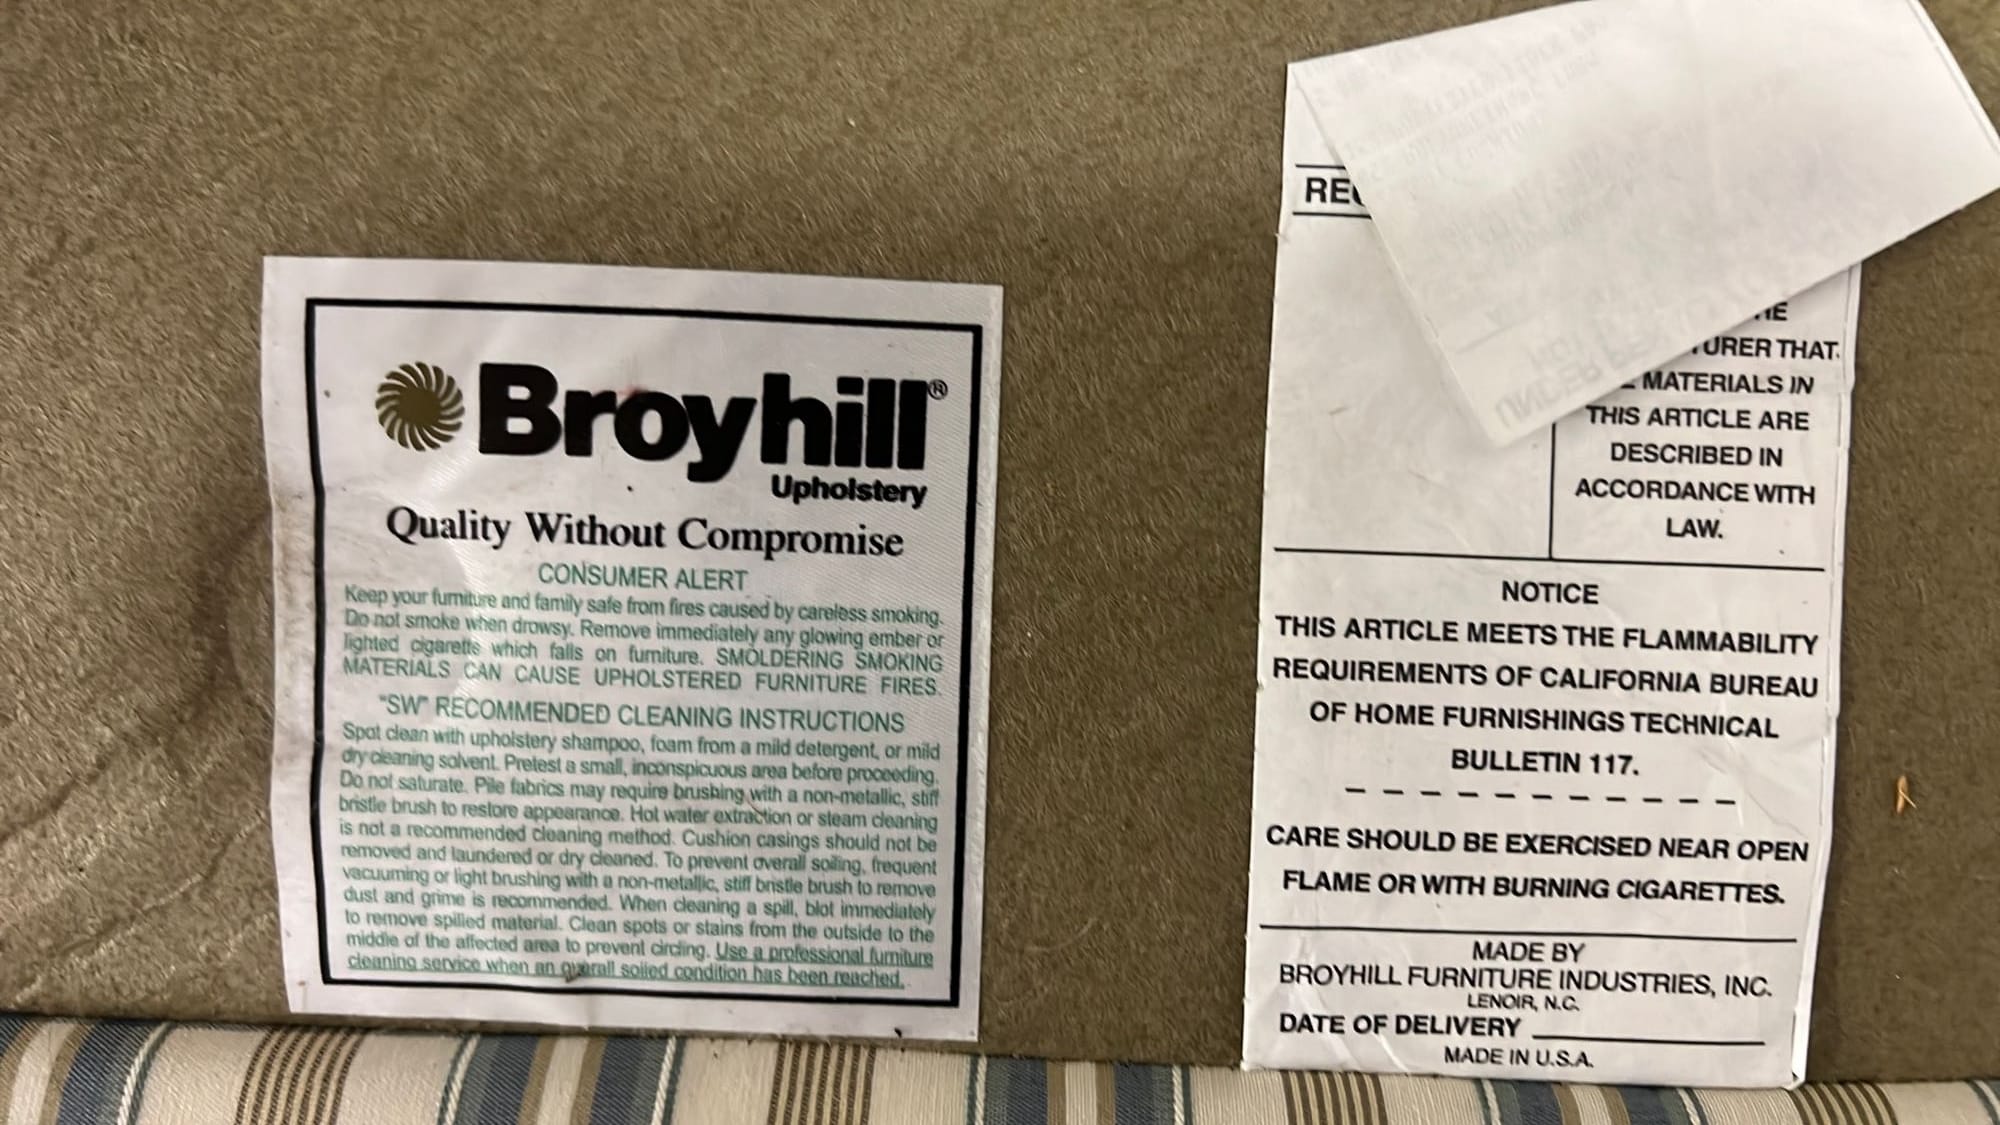 Broyhill®
Upholstery
Quality Without Compromise
CONSUMER ALERT
Keep your furniture and family safe from fires caused by careless smoking.
Do not smoke when drowsy. Remove immediately any glowing ember or
lighted cigarette which falls on furniture. SMOLDERING SMOKING
MATERIALS CAN CAUSE UPHOLSTERED FURNITURE FIRES.
"SW" RECOMMENDED CLEANING INSTRUCTIONS
Spot clean with upholstery shampoo, foam from a mild detergent, or mild
dry cleaning solvent. Pretest a small, inconspicuous area before proceeding.
Do not saturate. Pile fabrics may require brushing with a non-metallic, stiff
bristle brush to restore appearance. Hot water extraction or steam cleaning
is not a recommended cleaning method. Cushion casings should not be
removed and laundered or dry cleaned. To prevent overall soiling, frequent
vacuuming or light brushing with a non-metallic, stiff bristle brush to remove
dust and grime is recommended. When cleaning a spill, blot immediately
to remove spilled material. Clean spots or stains from the outside to the
middle of the affected area to prevent circling. Use a professional furniture
cleaning service when an overall soiled condition has been reached.
THAT
MATERIALS IN
THIS ARTICLE ARE
DESCRIBED IN
ACCORDANCE WITH
LAW.
NOTICE
THIS ARTICLE MEETS THE FLAMMABILITY
REQUIREMENTS OF CALIFORNIA BUREAU
OF HOME FURNISHINGS TECHNICAL
BULLETIN 117.
CARE SHOULD BE EXERCISED NEAR OPEN
FLAME OR WITH BURNING CIGARETTES.
MADE BY
BROYHILL FURNITURE INDUSTRIES, INC.
LENOIR, N.C.
DATE OF DELIVERY
MADE IN U.S.A.